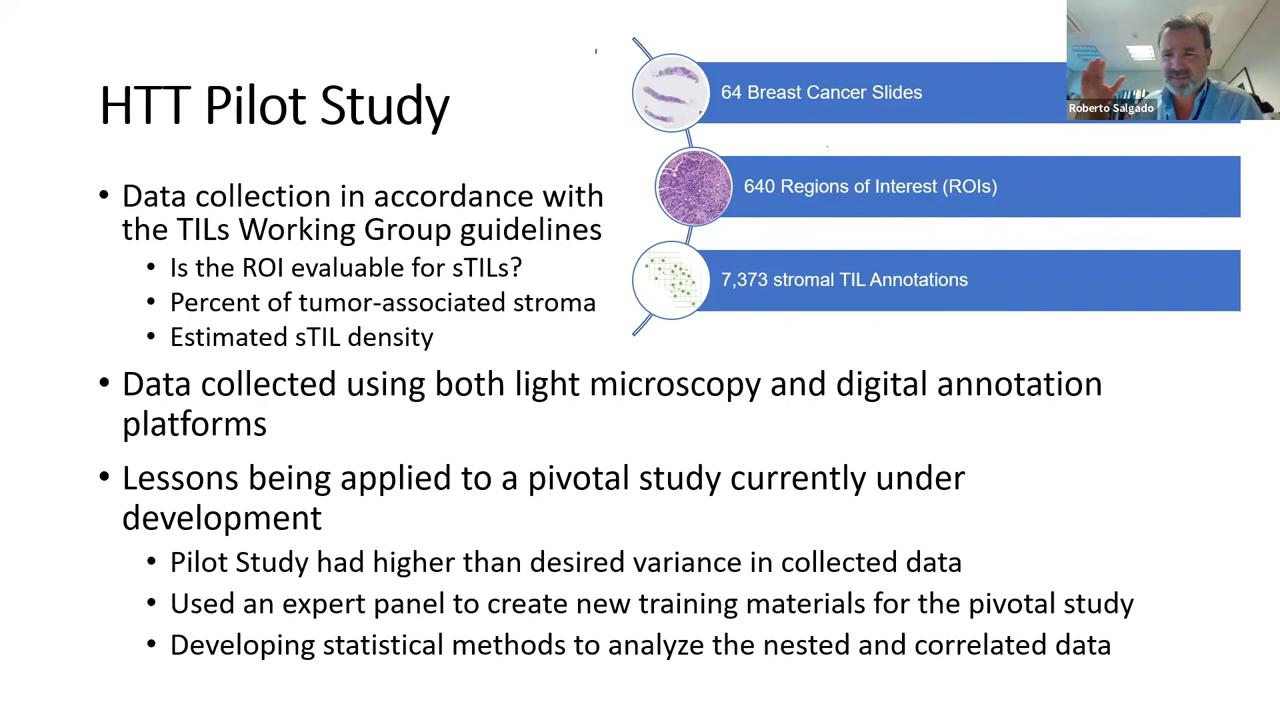 HTT Pilot Study
64 Breast Cancer Slides
640 Regions of Interest (ROIs)
7,373 stromal TIL Annotations
Roberto Salgado
• Data collection in accordance with
the TILs Working Group guidelines
• Is the ROI evaluable for sTILs?
• Percent of tumor-associated stroma
• Estimated sTIL density
• Data collected using both light microscopy and digital annotation
platforms
• Lessons being applied to a pivotal study currently under
development
• Pilot Study had higher than desired variance in collected data
• Used an expert panel to create new training materials for the pivotal study
• Developing statistical methods to analyze the nested and correlated data